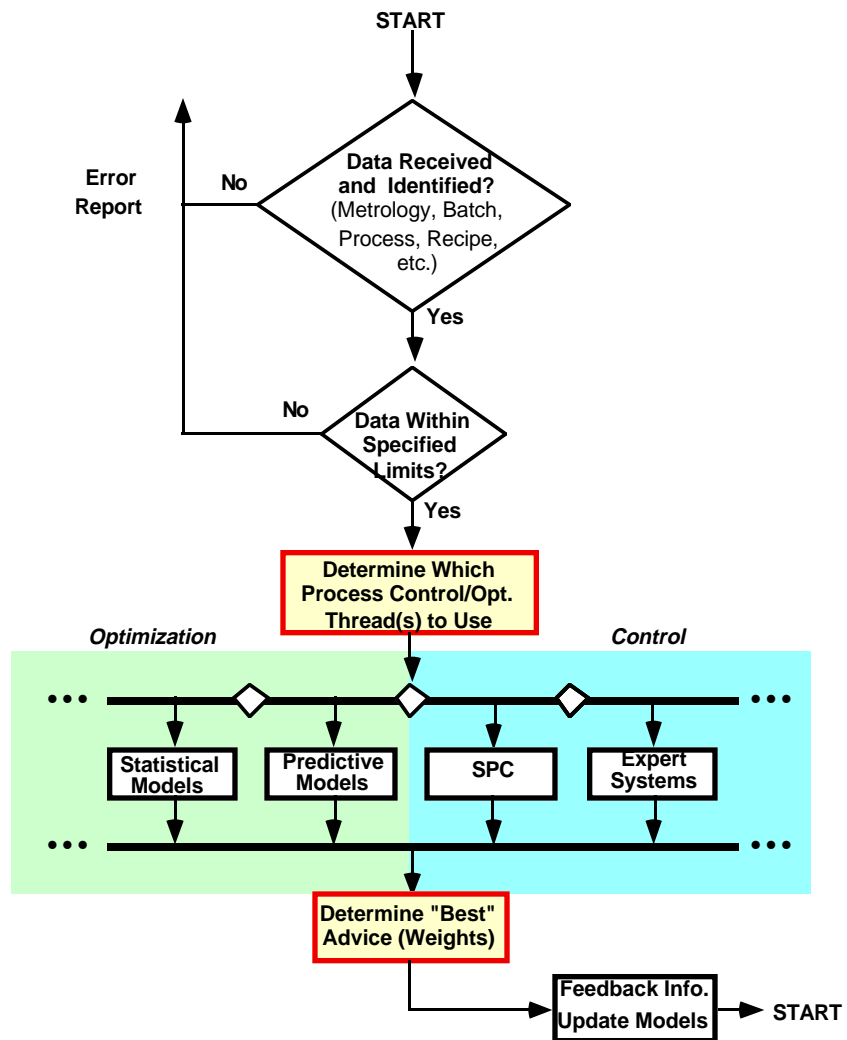 START
Data Received
and Identified?
(Metrology, Batch,
Process, Recipe,
etc.)
No
Error
Report
Yes
No
Data Within
Specified
Limits?
Yes
Determine Which
Process Control/Opt.
Thread(s) to Use
Optimization
Control
•••
•••
Statistical
Models
Predictive
Models
SPC
Expert
Systems
•••
•••
Determine "Best"
Advice (Weights)
Feedback Info.
Update Models
START